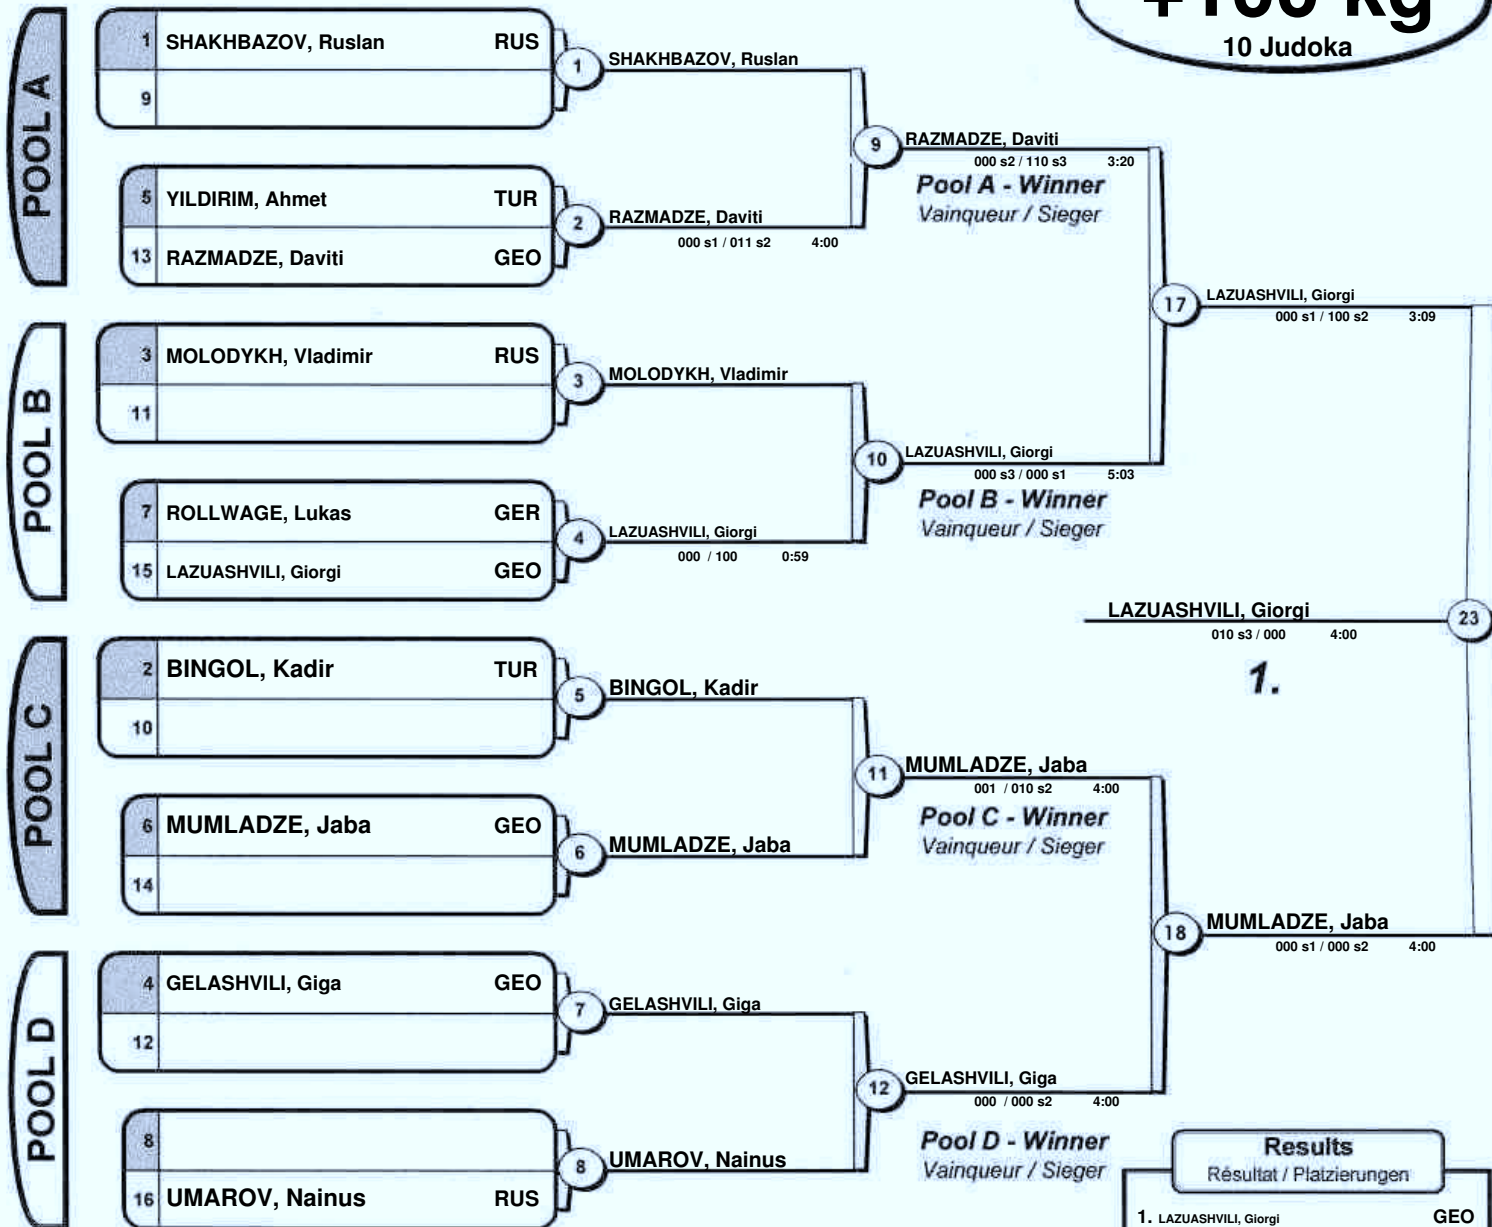 +100 kg
10 Judoka
POOL A
1 SHAKHBAZOV, Ruslan RUS
9
5 YILDIRIM, Ahmet TUR
13 RAZMADZE, Daviti GEO
1 SHAKHBAZOV, Ruslan
2 RAZMADZE, Daviti
000 s1 / 011 s2 4:00
9 RAZMADZE, Daviti
000 s2 / 110 s3 3:20
Pool A - Winner
Vainqueur / Sieger
POOL B
3 MOLODYKH, Vladimir RUS
11
7 ROLLWAGE, Lukas GER
15 LAZUASHVILI, Giorgi GEO
3 MOLODYKH, Vladimir
4 LAZUASHVILI, Giorgi
000 / 100 0:59
10 LAZUASHVILI, Giorgi
000 s3 / 000 s1 5:03
Pool B - Winner
Vainqueur / Sieger
17 LAZUASHVILI, Giorgi
000 s1 / 100 s2 3:09
LAZUASHVILI, Giorgi 23
010 s3 / 000 4:00
1.
POOL C
2 BINGOL, Kadir TUR
10
6 MUMLADZE, Jaba GEO
14
5 BINGOL, Kadir
6 MUMLADZE, Jaba
11 MUMLADZE, Jaba
001 / 010 s2 4:00
Pool C - Winner
Vainqueur / Sieger
POOL D
4 GELASHVILI, Giga GEO
12
8
16 UMAROV, Nainus RUS
7 GELASHVILI, Giga
8 UMAROV, Nainus
12 GELASHVILI, Giga
000 / 000 s2 4:00
Pool D - Winner
Vainqueur / Sieger
18 MUMLADZE, Jaba
000 s1 / 000 s2 4:00
Results
Résultat / Platzierungen
1. LAZUASHVILI, Giorgi GEO